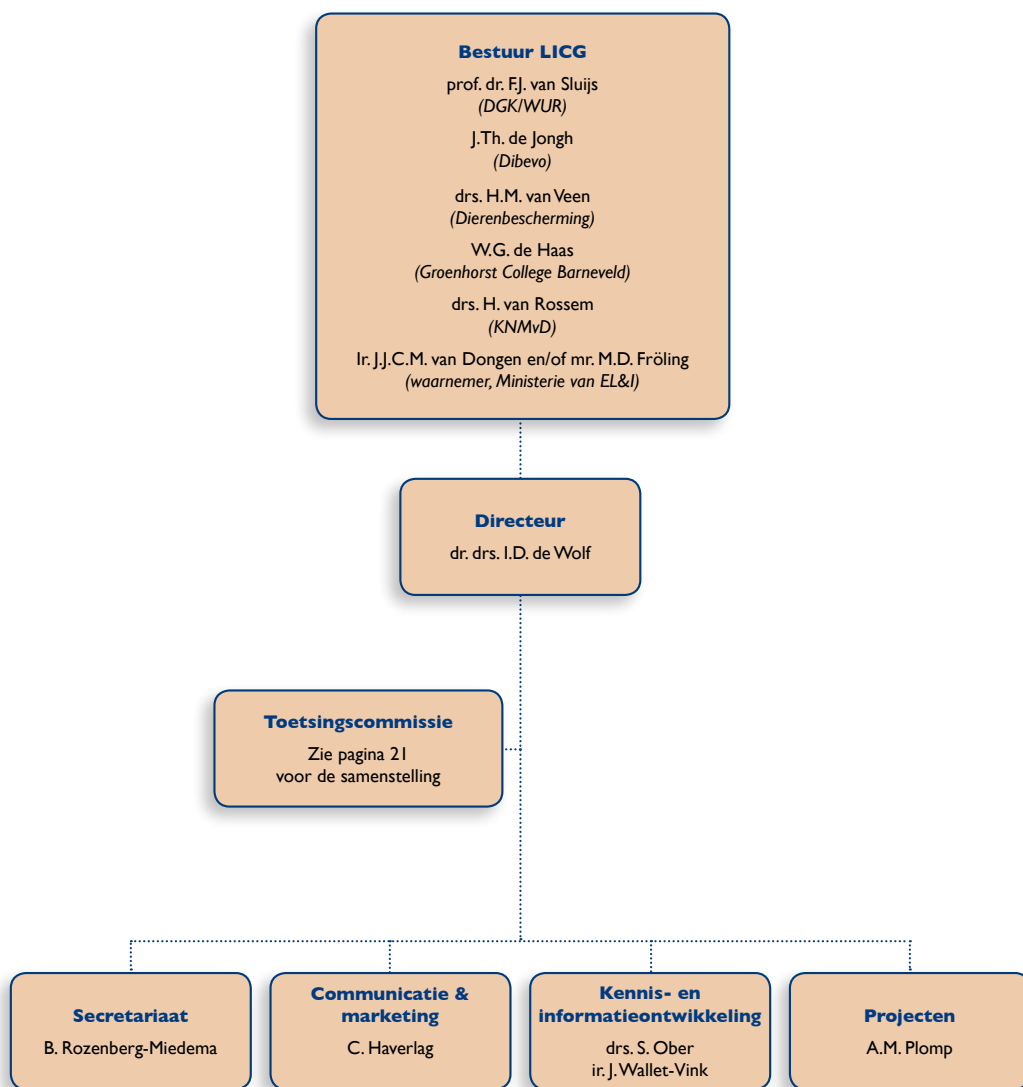 Bestuur LICG
prof. dr. F.J. van Sluijs
(DGK/WUR)
J.Th. de Jongh
(Dibevo)
drs. H.M. van Veen
(Dierenbescherming)
W.G. de Haas
(Groenhorst College Barneveld)
drs. H. van Rossem
(KNMvD)
Ir. J.J.C.M. van Dongen en/of mr. M.D. Fröling
(waarnemer, Ministerie van EL&I)
Directeur
dr. drs. I.D. de Wolf
Toetsingscommissie
Zie pagina 21
voor de samenstelling
Secretariaat
B. Rozenberg-Miedema
Communicatie &
marketing
C. Haverlag
Kennis- en
informatieontwikkeling
drs. S. Ober
ir. J. Wallet-Vink
Projecten
A.M. Plomp